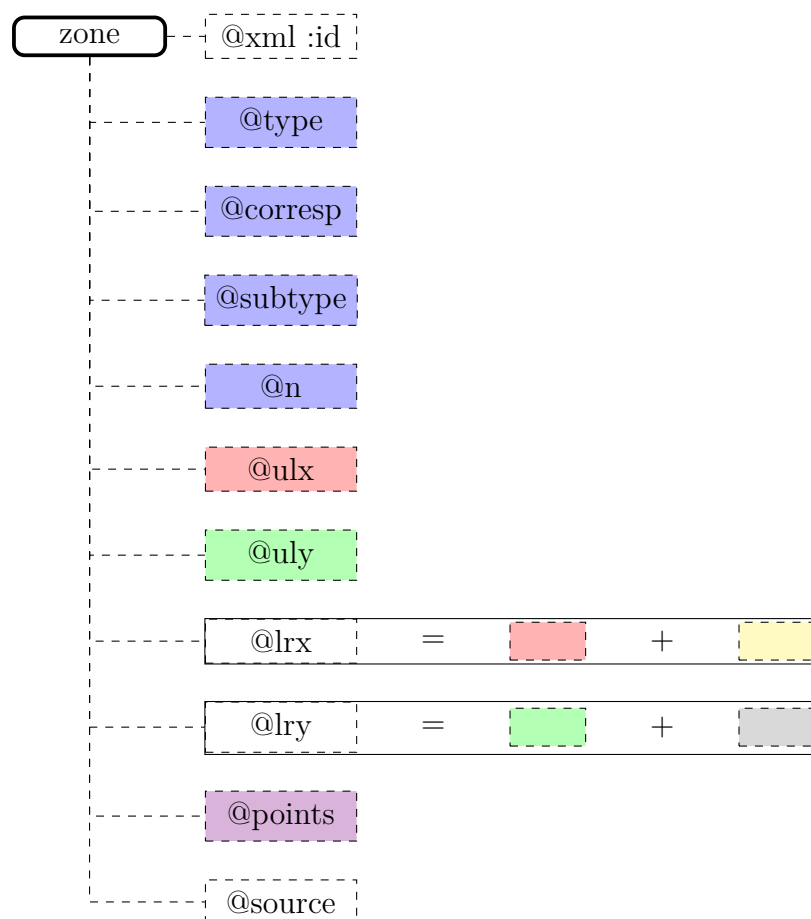 zone @xml :id
@type
@corresp
@subtype
@n
@ulx
@uly
@lrx = +
@lry = +
@points
@source